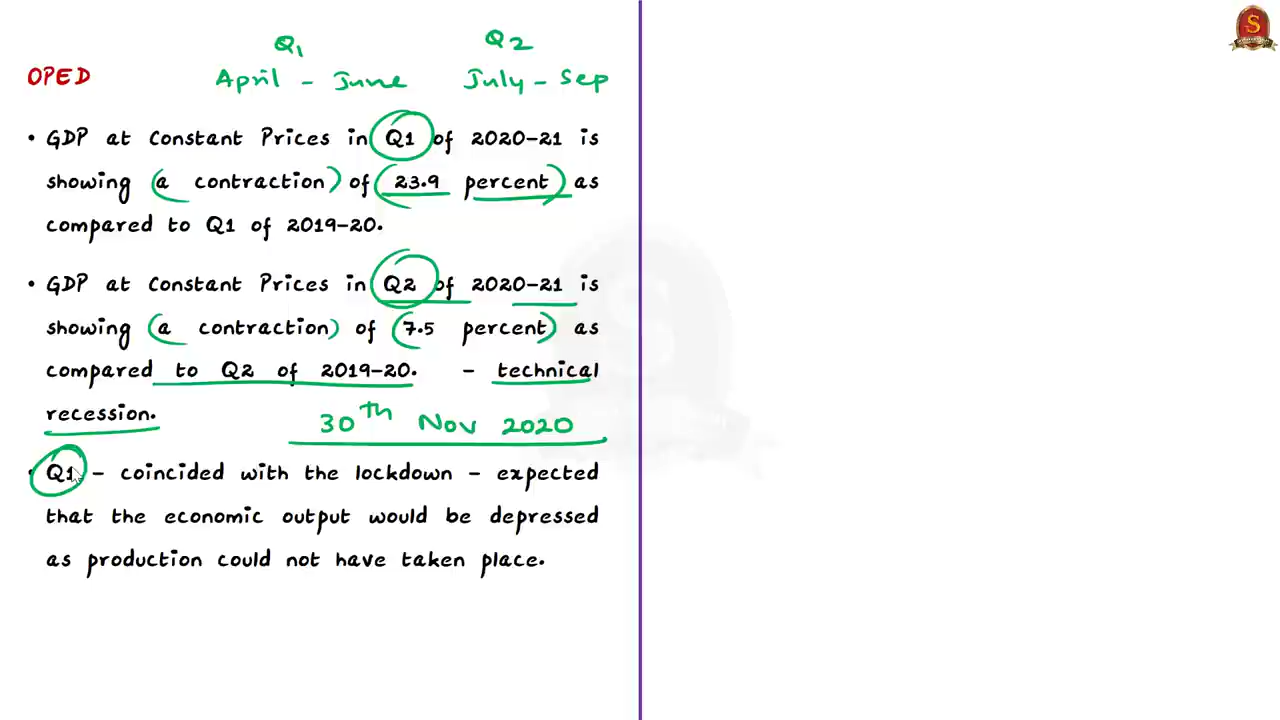 Q1 Q2
OPED April - June July - Sep
• GDP at Constant Prices in Q1 of 2020-21 is
showing (a contraction) of (23.9 percent) as
compared to Q1 of 2019-20.
• GDP at Constant Prices in Q2 of 2020-21 is
showing (a contraction) of (7.5 percent) as
compared to Q2 of 2019-20. - technical
recession. 30th Nov 2020
• Q1 - coincided with the lockdown - expected
that the economic output would be depressed
as production could not have taken place.
S